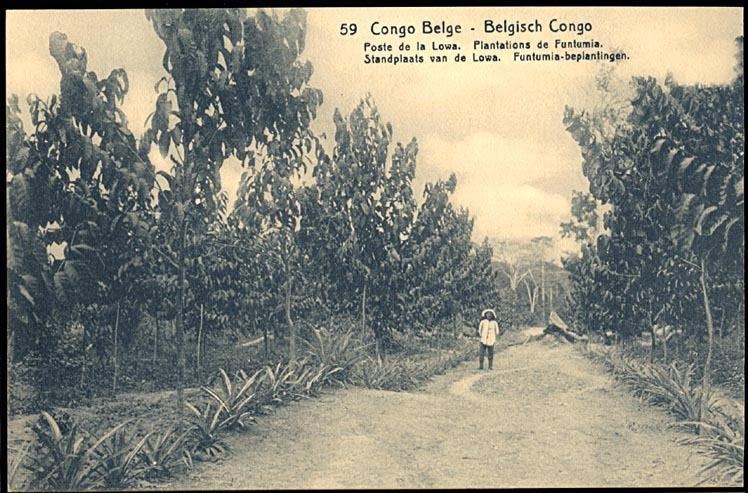 59 Congo Belge - Belgisch Congo
Poste de la Lowa. Plantations de Funtumia.
Standplaats van de Lowa. Funtumia-beplantingen.